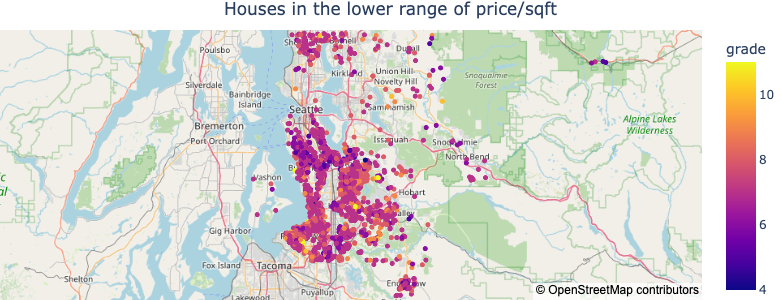 Houses in the lower range of price/sqft
grade
Poulsbo
Duvall
Kirkl
Union Hill-
Novelty Hill
Snoqualmie
Forest
Silverdale
Bainbridge
Island
Sammamish
10
Seattle
Bremerton
Alpine Lakes
Wilderness
Port Orchard
Issaquah
Snoqualmie
North Bend
8
Vashon
Hobart
6
Gig Harbor
Fox Island
Tacoma
Shelton
Puyallup
4
Lakewood
© OpenStreetMap contributors